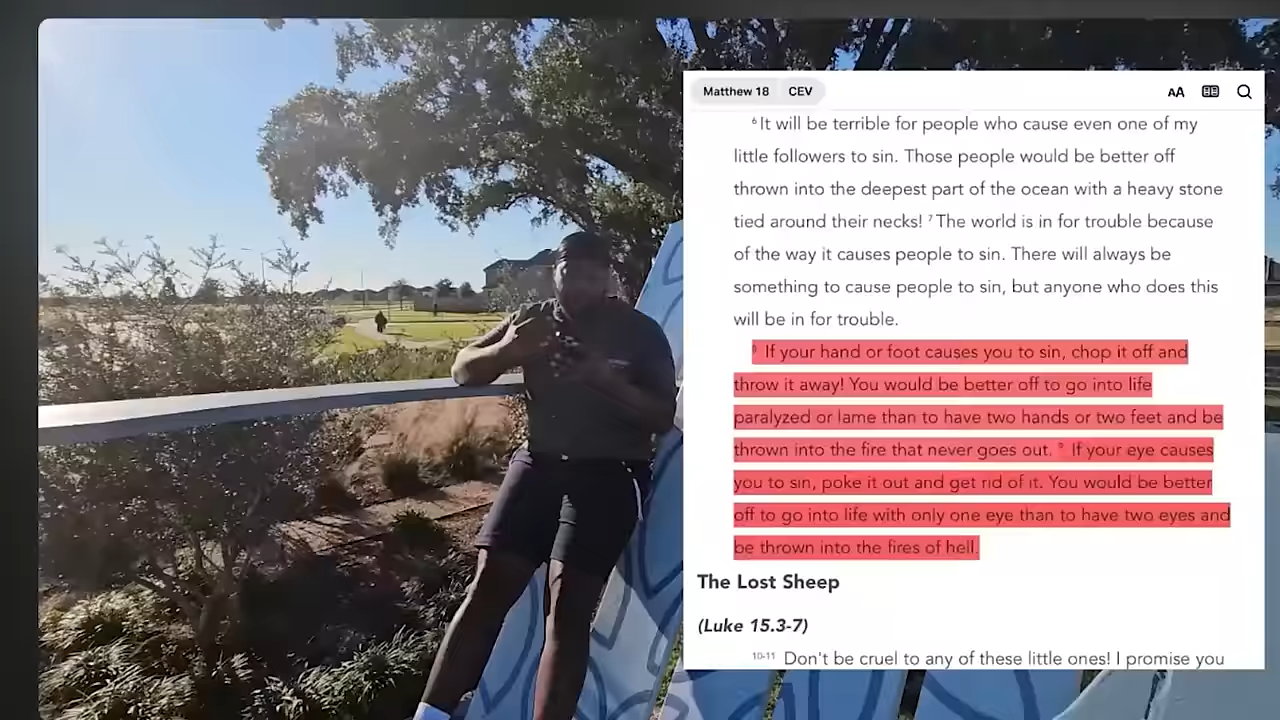 Matthew 18 CEV
AA
6 It will be terrible for people who cause even one of my
little followers to sin. Those people would be better off
thrown into the deepest part of the ocean with a heavy stone
tied around their necks! 7 The world is in for trouble because
of the way it causes people to sin. There will always be
something to cause people to sin, but anyone who does this
will be in for trouble.
8 If your hand or foot causes you to sin, chop it off and
throw it away! You would be better off to go into life
paralyzed or lame than to have two hands or two feet and be
thrown into the fire that never goes out. 9 If your eye causes
you to sin, poke it out and get rid of it. You would be better
off to go into life with only one eye than to have two eyes and
be thrown into the fires of hell.
The Lost Sheep
(Luke 15.3-7)
10-11 Don't be cruel to any of these little ones! I promise you